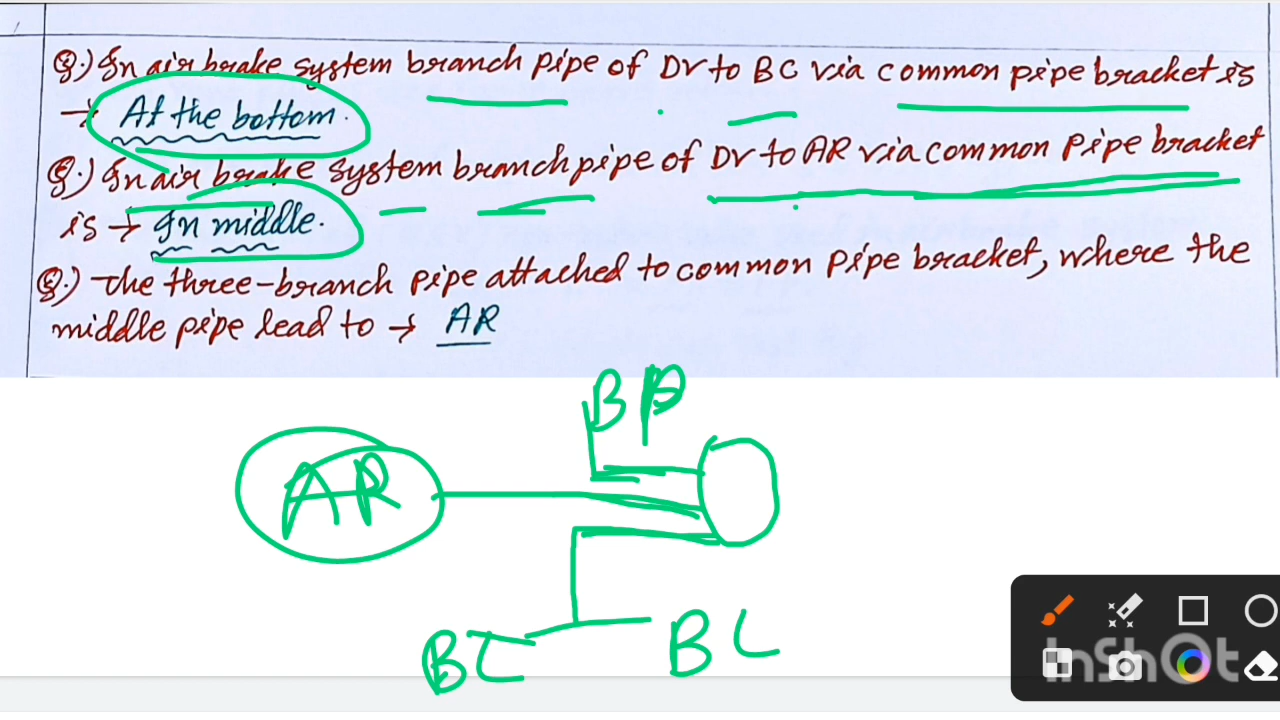 Q.) In air brake system branch pipe of DV to BC via common pipe bracket is
→ At the bottom.
Q.) In air brake system branch pipe of DV to AR via common Pipe bracket
is → In middle.
Q.) the three-branch pipe attached to common pipe bracket, where the
middle pipe lead to → AR
BP
AR
BC BC
InShOt